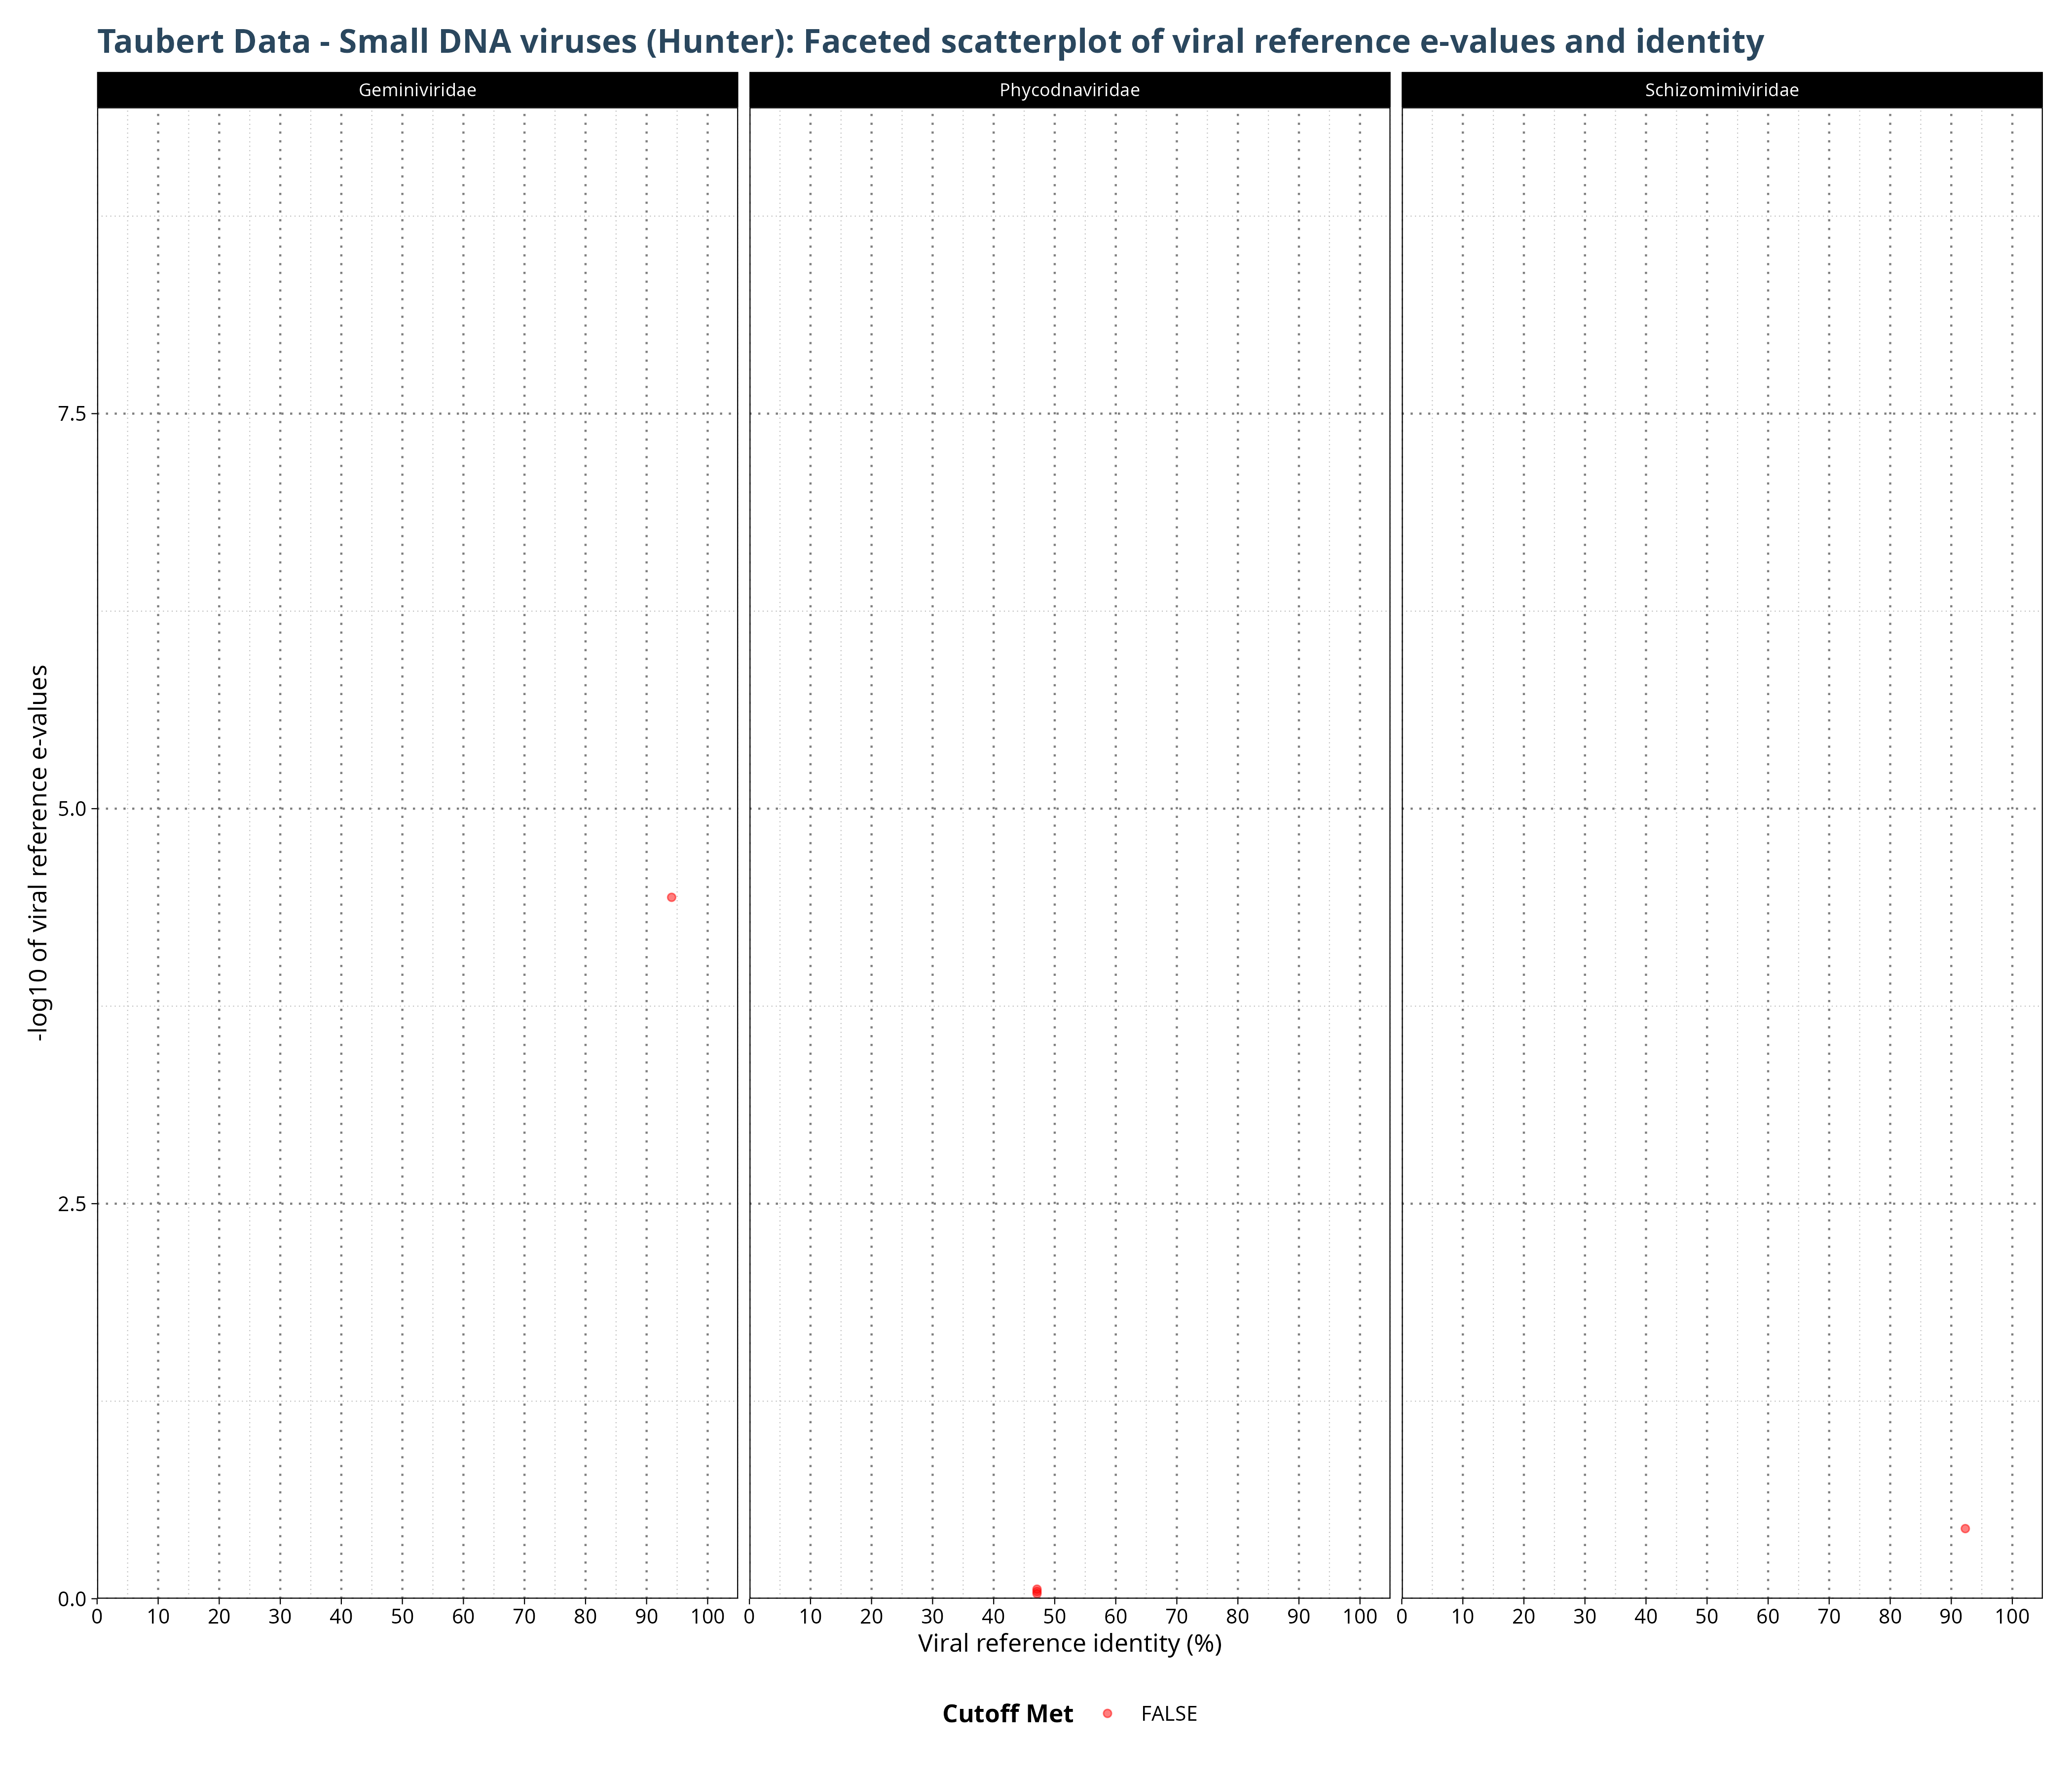 Taubert Data - Small DNA viruses (Hunter): Faceted scatterplot of viral reference e-values and identity
Geminiviridae Phycodnaviridae Schizomimiviridae
-log10 of viral reference e-values
7.5
5.0
2.5
0.0
0 10 20 30 40 50 60 70 80 90 100 0 10 20 30 40 50 60 70 80 90 100 0 10 20 30 40 50 60 70 80 90 100
Viral reference identity (%)
Cutoff Met FALSE